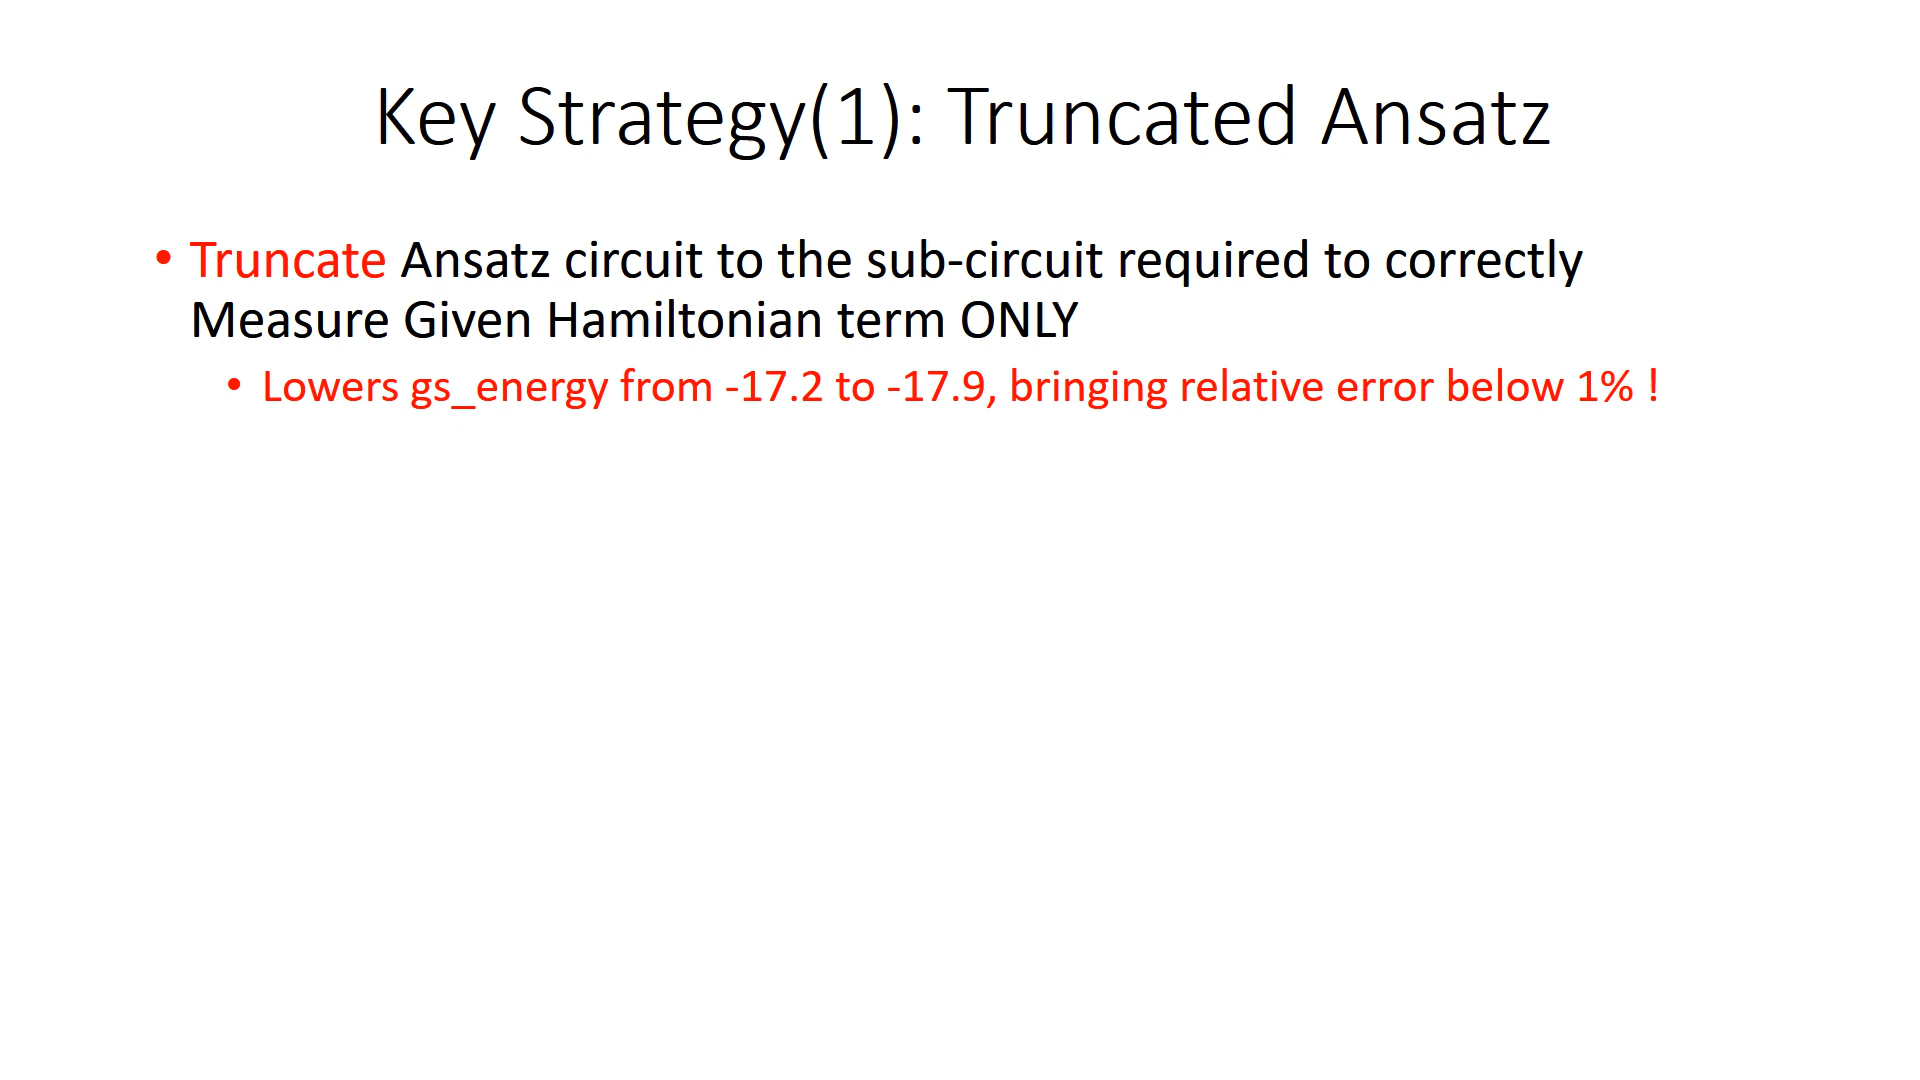 Key Strategy(1): Truncated Ansatz
• Truncate Ansatz circuit to the sub-circuit required to correctly
Measure Given Hamiltonian term ONLY
• Lowers gs_energy from -17.2 to -17.9, bringing relative error below 1% !